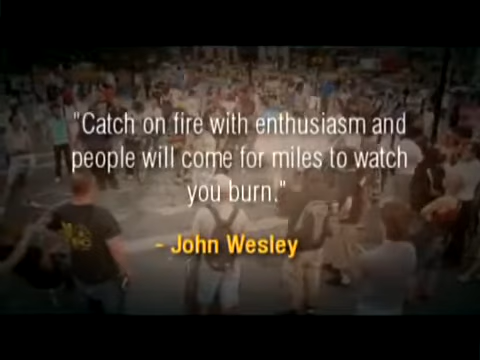 "Catch on fire with enthusiasm and
people will come for miles to watch
you burn."
- John Wesley